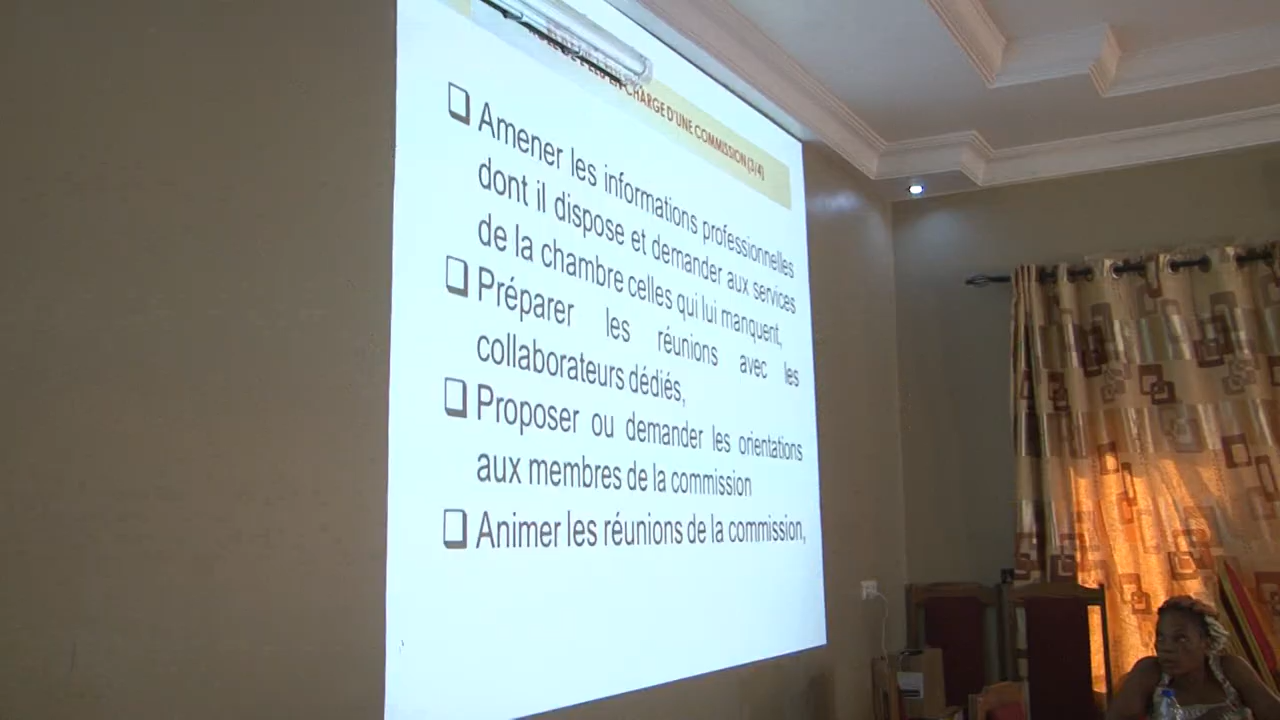 CHARGE D'UNE COMMISSION (3/4)
❑ Amener les informations professionnelles
dont il dispose et demander aux services
de la chambre celles qui lui manquent,
❑ Préparer les réunions avec les
collaborateurs dédiés,
❑ Proposer ou demander les orientations
aux membres de la commission
❑ Animer les réunions de la commission,